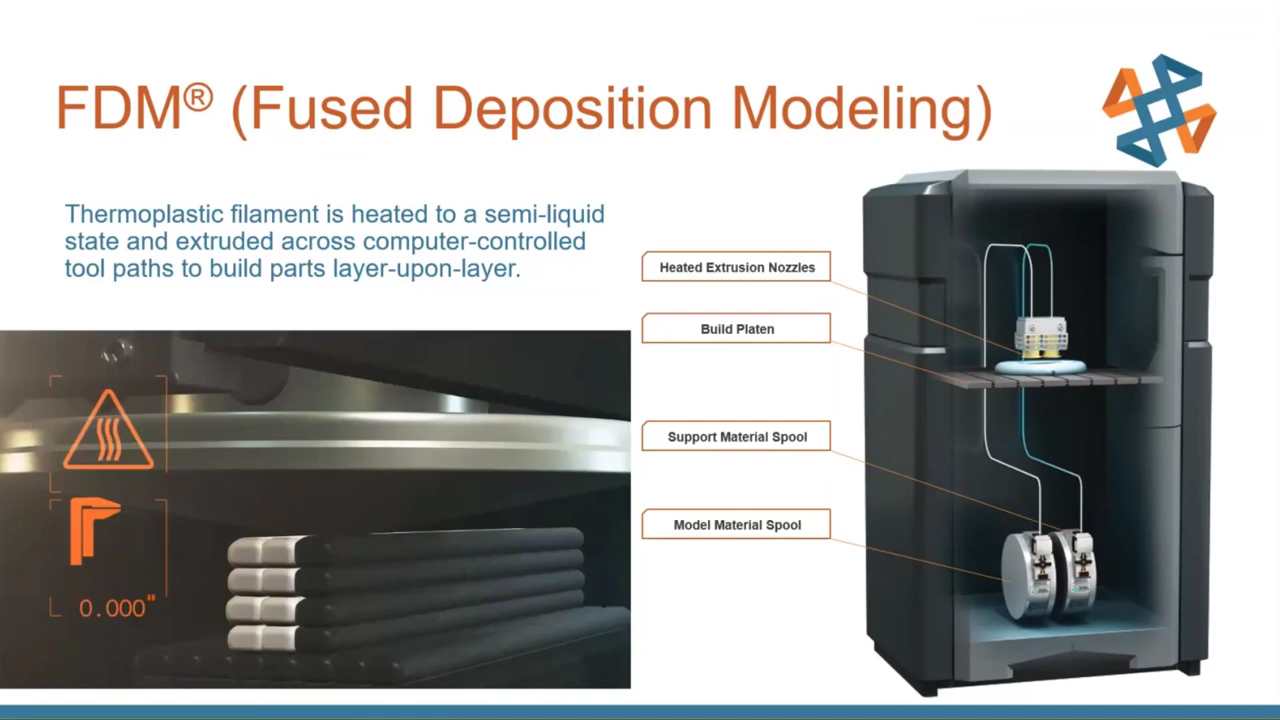 FDM® (Fused Deposition Modeling)
Thermoplastic filament is heated to a semi-liquid
state and extruded across computer-controlled
tool paths to build parts layer-upon-layer.
Heated Extrusion Nozzles
Build Platen
Support Material Spool
Model Material Spool
0.000"